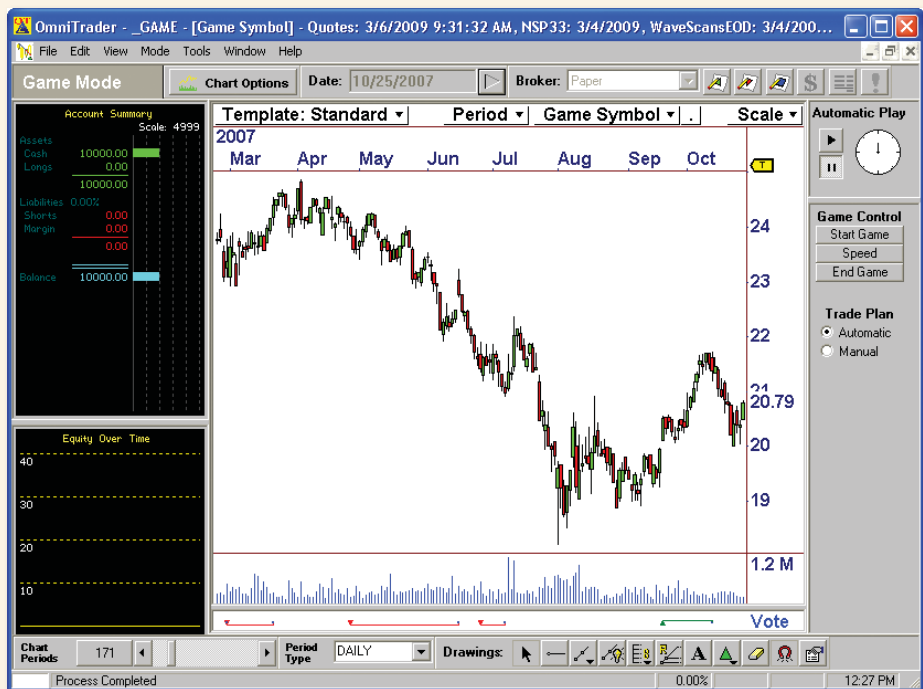 OmniTrader - _GAME - [Game Symbol] - Quotes: 3/6/2009 9:31:32 AM, NSP33: 3/4/2009, WaveScansEOD: 3/4/200...
File Edit View Mode Tools Window Help
Game Mode
Chart Options
Date: 10/25/2007
Broker: Paper
Account Summary
Scale: 4999
Assets
Cash 10000.00
Longs 0.00
10000.00
Liabilities 0.00%
Shorts 0.00
Margin 0.00
0.00
Balance 10000.00
Equity Over Time
40
30
20
10
Template: Standard
Period
Game Symbol
.
Scale
2007
Mar Apr May Jun Jul Aug Sep Oct
T
24
23
22
21
20.79
20
19
1.2 M
Vote
Automatic Play
Game Control
Start Game
Speed
End Game
Trade Plan
Automatic
Manual
Chart Periods 171
Period Type DAILY
Drawings:
A
Process Completed
0.00%
12:27 PM